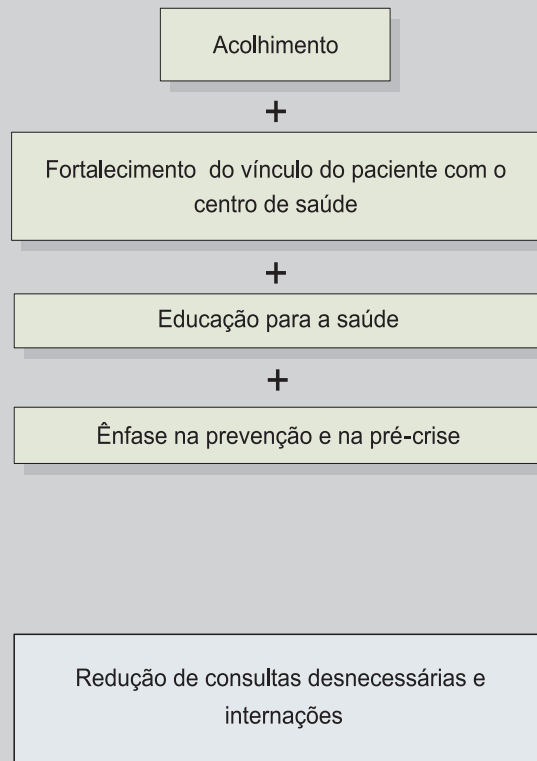 Acolhimento
+
Fortalecimento do vínculo do paciente com o
centro de saúde
+
Educação para a saúde
+
Ênfase na prevenção e na pré-crise
Redução de consultas desnecessárias e
internações